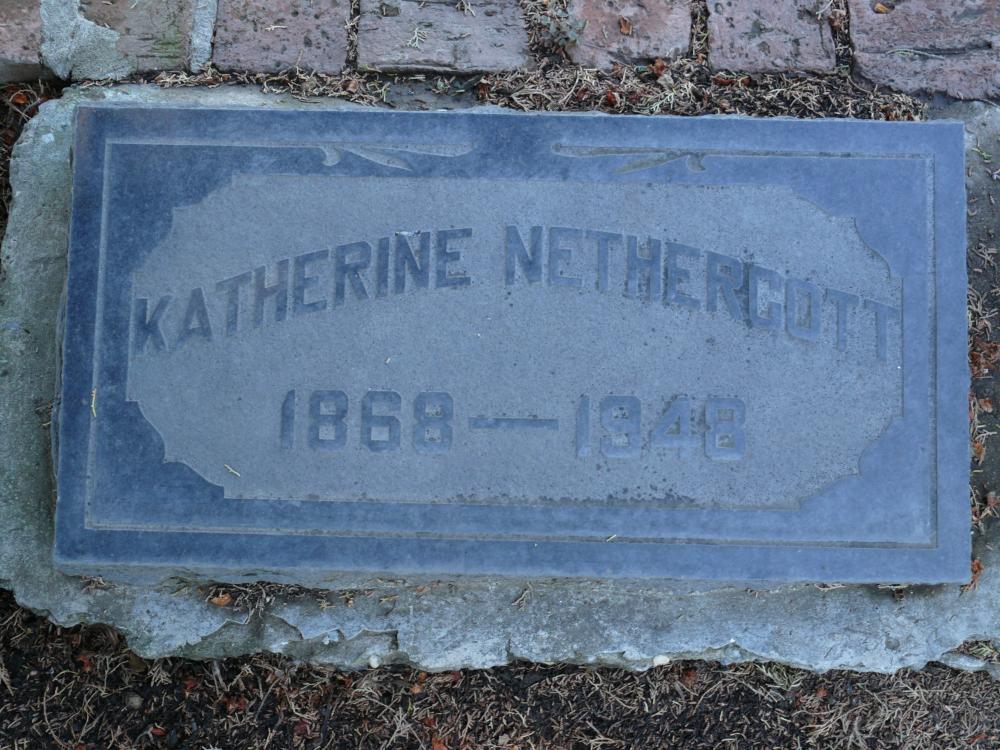 KATHERINE NETHERCOTT
1868 — 1948